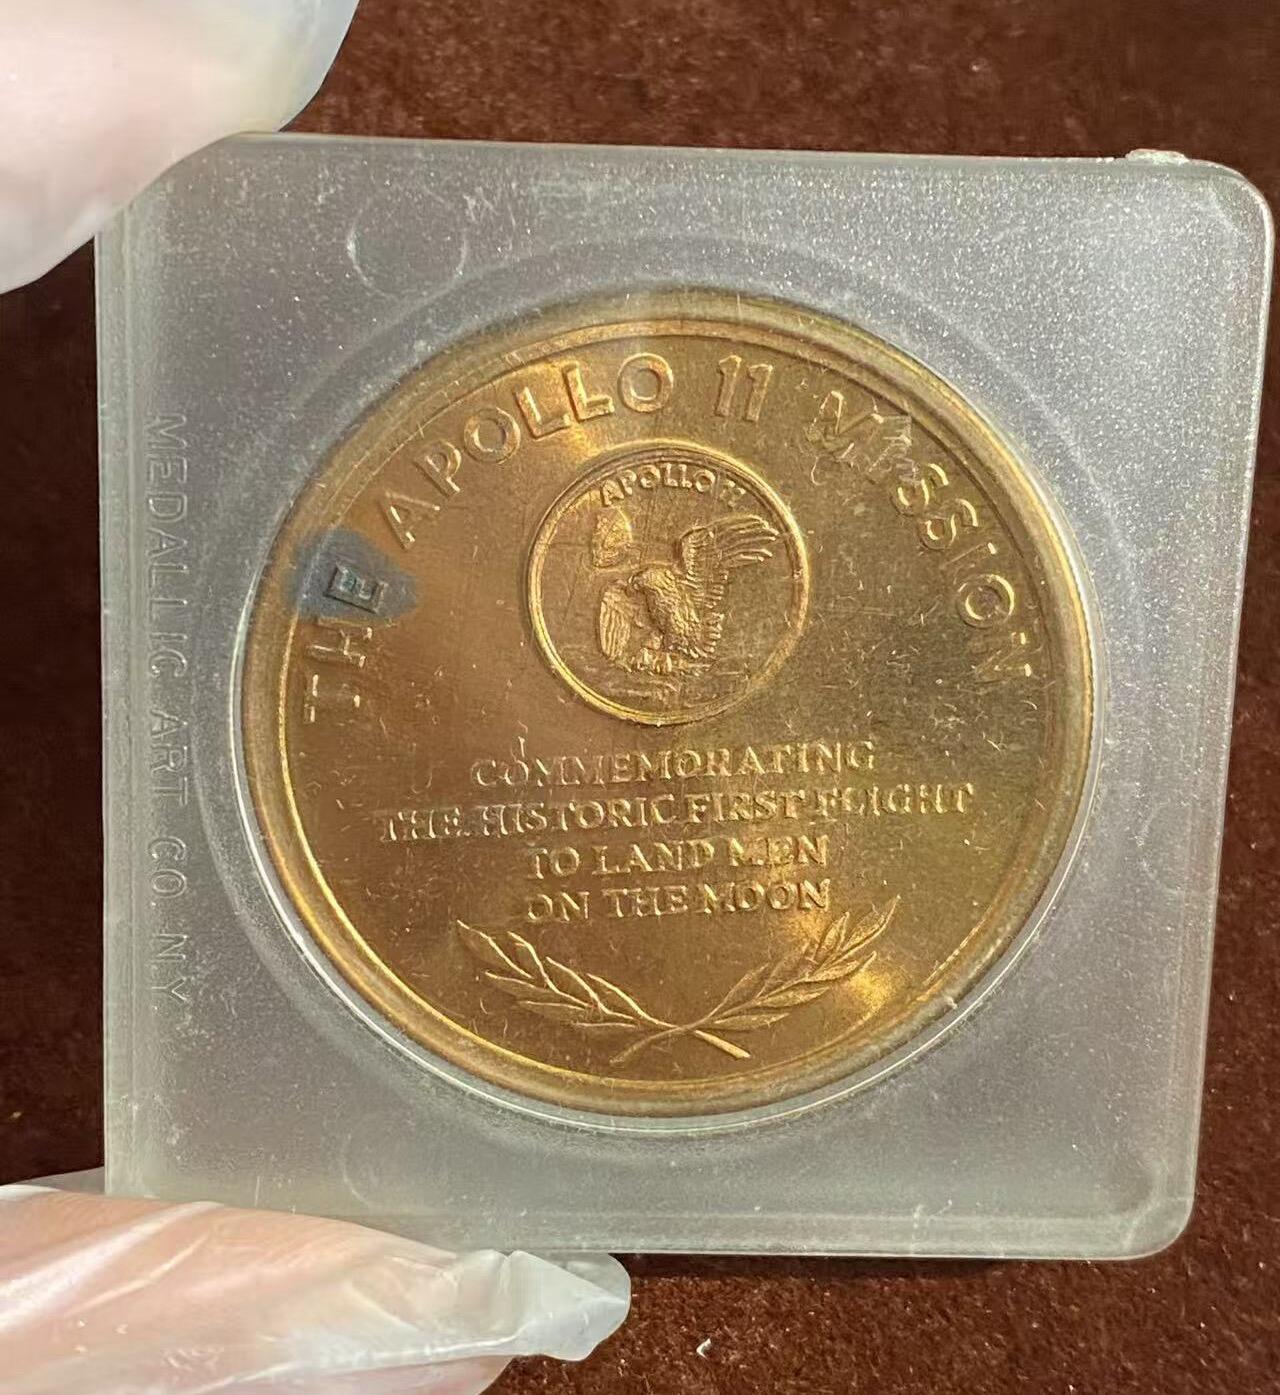 THE APOLLO 11 MISSION
APOLLO 11
COMMEMORATING
THE HISTORIC FIRST FLIGHT
TO LAND MEN
ON THE MOON
MEDALLIC ART CO. NY